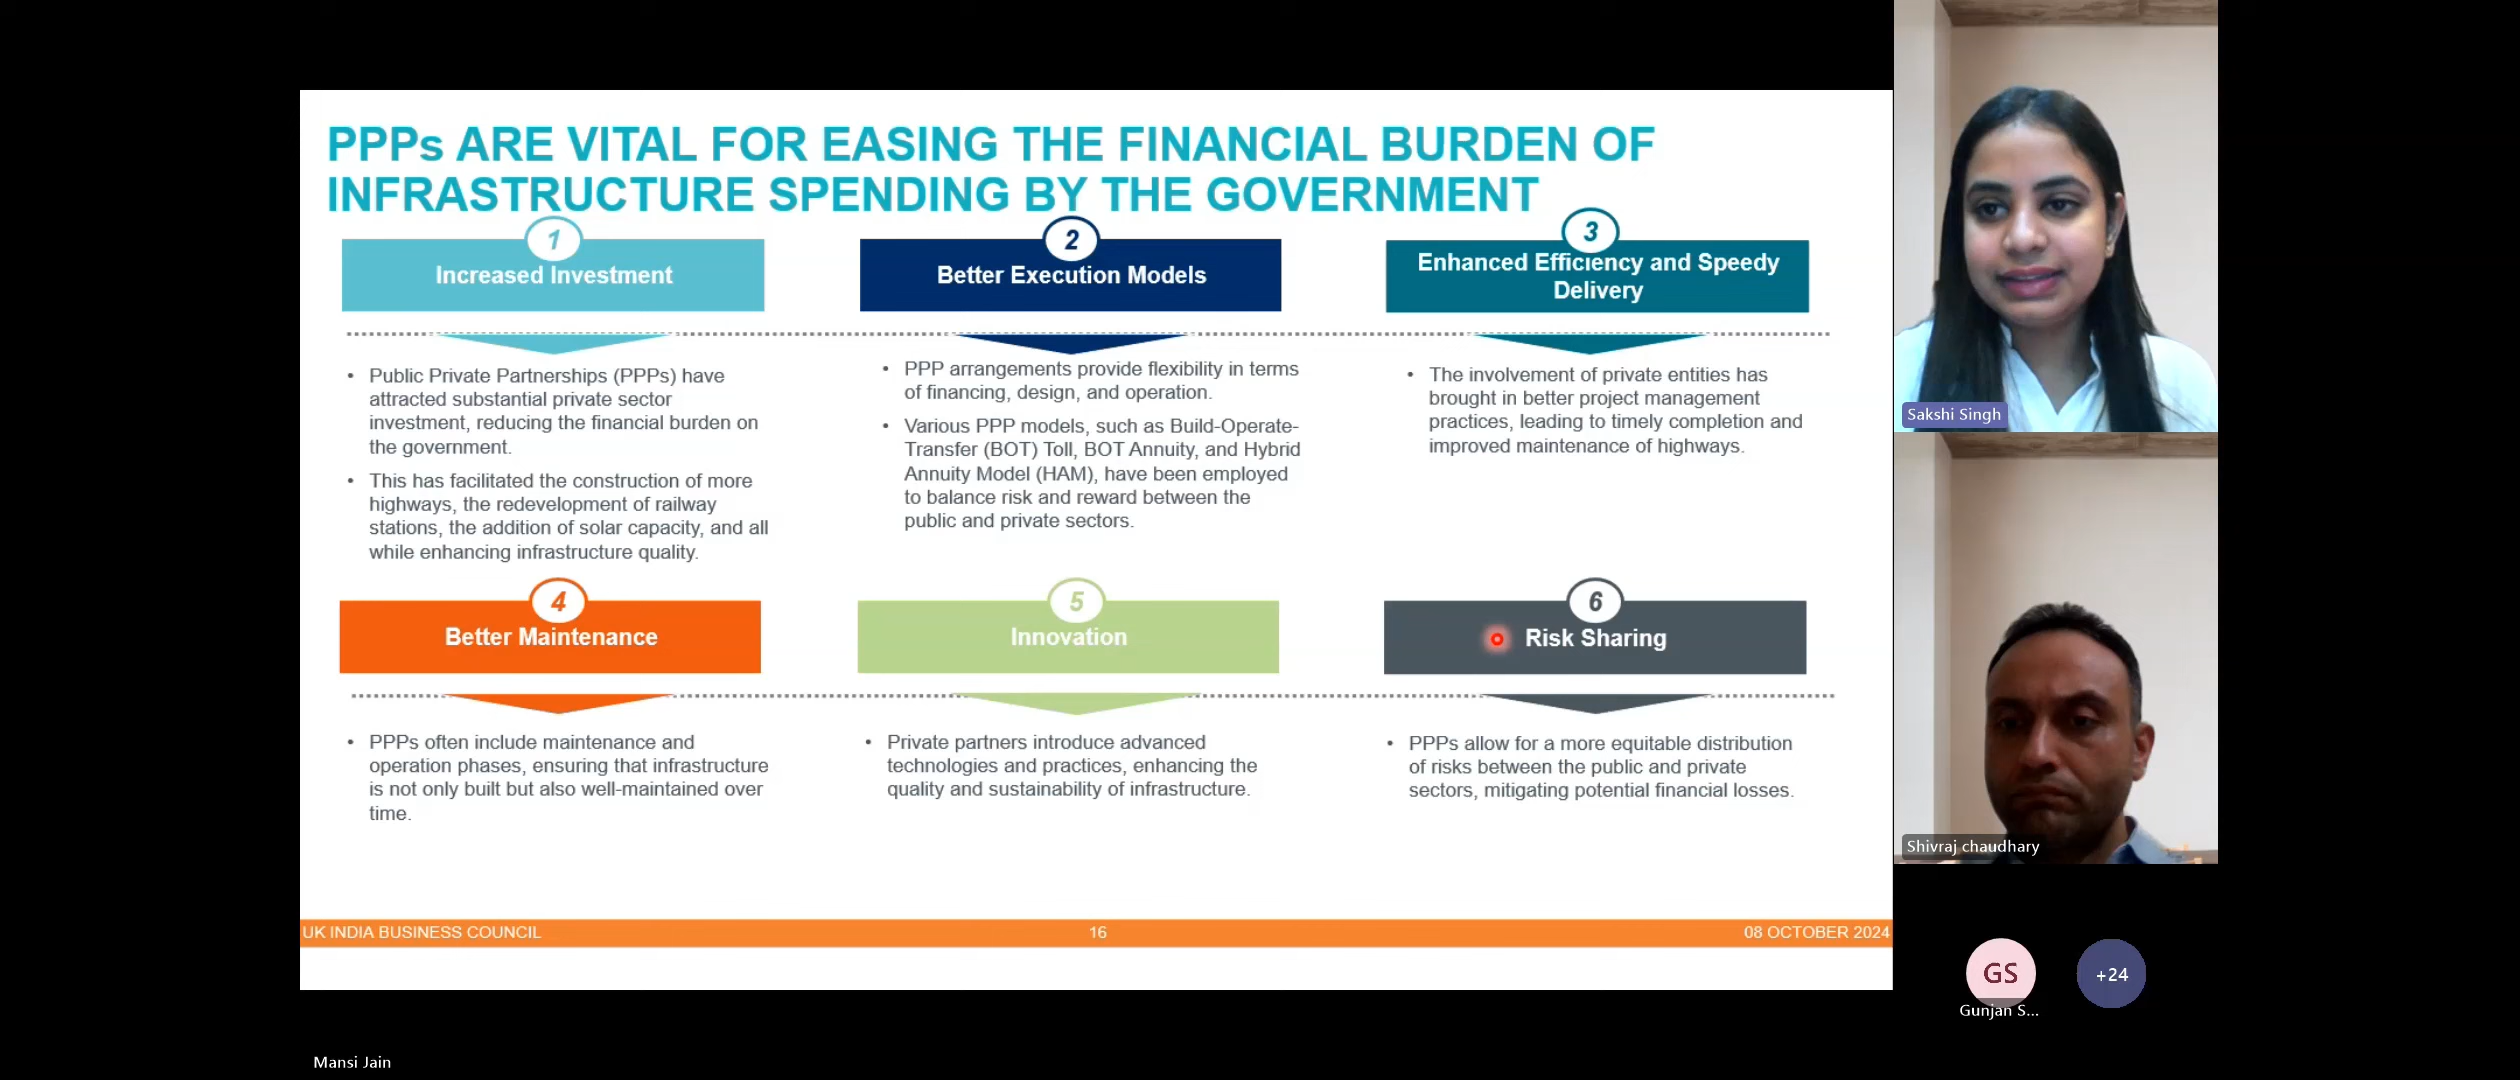 PPPs ARE VITAL FOR EASING THE FINANCIAL BURDEN OF
INFRASTRUCTURE SPENDING BY THE GOVERNMENT
1
Increased Investment
• Public Private Partnerships (PPPs) have
attracted substantial private sector
investment, reducing the financial burden on
the government.
• This has facilitated the construction of more
highways, the redevelopment of railway
stations, the addition of solar capacity, and all
while enhancing infrastructure quality.
2
Better Execution Models
• PPP arrangements provide flexibility in terms
of financing, design, and operation.
• Various PPP models, such as Build-Operate-
Transfer (BOT) Toll, BOT Annuity, and Hybrid
Annuity Model (HAM), have been employed
to balance risk and reward between the
public and private sectors.
3
Enhanced Efficiency and Speedy
Delivery
• The involvement of private entities has
brought in better project management
practices, leading to timely completion and
improved maintenance of highways.
4
Better Maintenance
• PPPs often include maintenance and
operation phases, ensuring that infrastructure
is not only built but also well-maintained over
time.
5
Innovation
• Private partners introduce advanced
technologies and practices, enhancing the
quality and sustainability of infrastructure.
6
Risk Sharing
• PPPs allow for a more equitable distribution
of risks between the public and private
sectors, mitigating potential financial losses.
UK INDIA BUSINESS COUNCIL
16
08 OCTOBER 2024
Sakshi Singh
Shivraj chaudhary
GS
Gunjan S...
+24
Mansi Jain